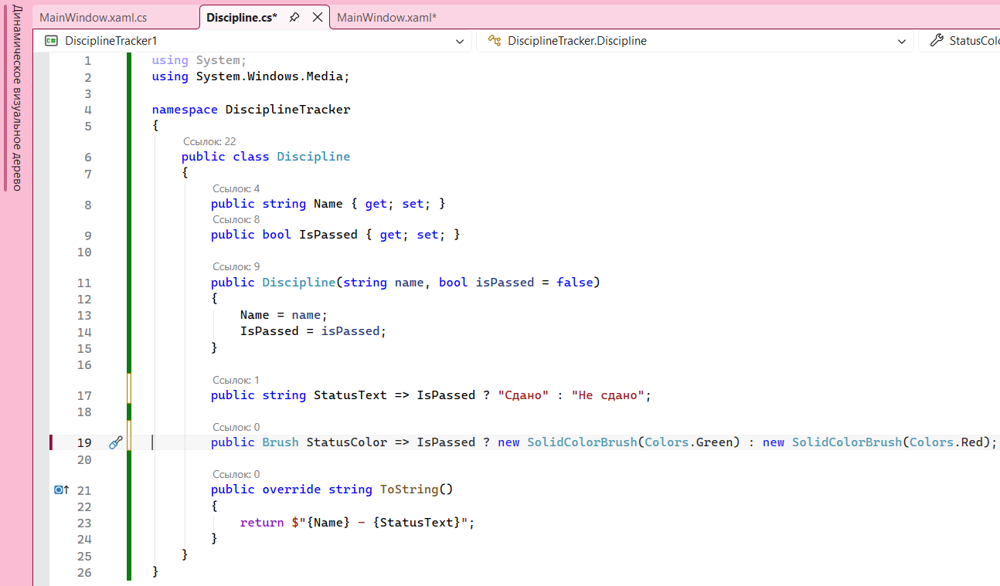 Динамическое визуальное дерево
MainWindow.xaml.cs
Discipline.cs*
MainWindow.xaml*
C# DisciplineTracker1
DisciplineTracker.Discipline
StatusColo
1 using System;
2 using System.Windows.Media;
3
4 namespace DisciplineTracker
5 {
Ссылок: 22
6 public class Discipline
7 {
Ссылок: 4
8 public string Name { get; set; }
Ссылок: 8
9 public bool IsPassed { get; set; }
10
Ссылок: 9
11 public Discipline(string name, bool isPassed = false)
12 {
13 Name = name;
14 IsPassed = isPassed;
15 }
16
Ссылок: 1
17 public string StatusText => IsPassed ? "Сдано" : "Не сдано";
18
Ссылок: 0
19 public Brush StatusColor => IsPassed ? new SolidColorBrush(Colors.Green) : new SolidColorBrush(Colors.Red);
20
Ссылок: 0
21 public override string ToString()
22 {
23 return $"{Name} – {StatusText}";
24 }
25 }
26 }